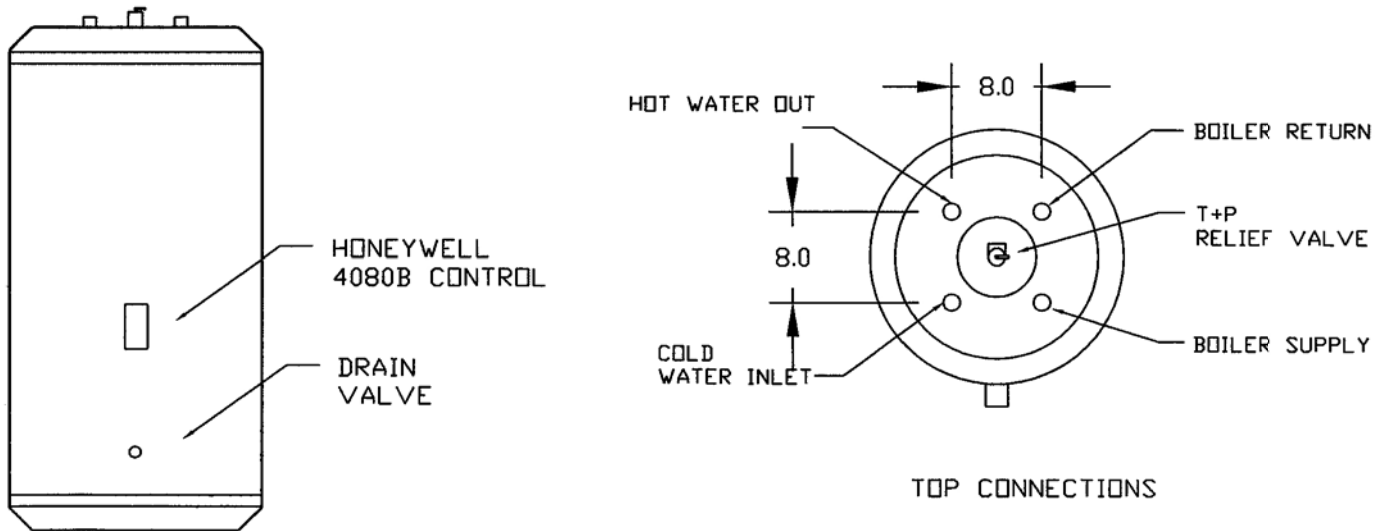 HONEYWELL
4080B CONTROL
DRAIN
VALVE
HOT WATER OUT
8.0
BOILER RETURN
T+P
RELIEF VALVE
8.0
COLD
WATER INLET
BOILER SUPPLY
TOP CONNECTIONS